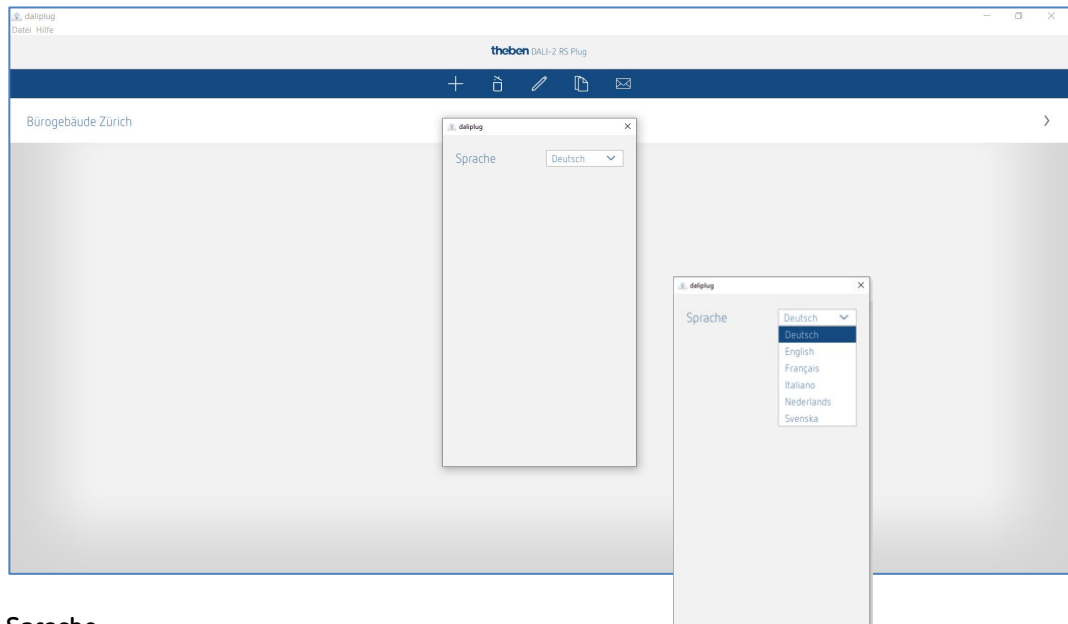 daliplug
Datei Hilfe
theben DALI-2 RS Plug
Bürogebäude Zürich
daliplug
Sprache Deutsch
daliplug
Sprache Deutsch
Deutsch
English
Français
Italiano
Nederlands
Svenska
Sprache